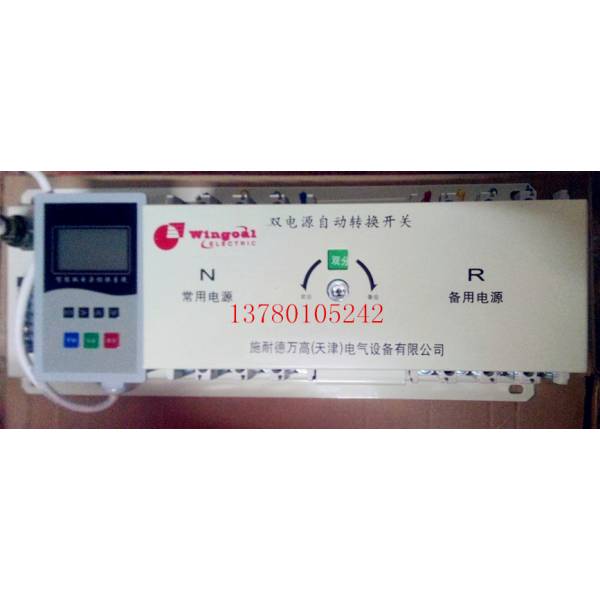 Wingoal
ELECTRIC
双电源自动转换开关
双分
N
常用电源
R
备用电源
13780105242
施耐德万高(天津)电气设备有限公司